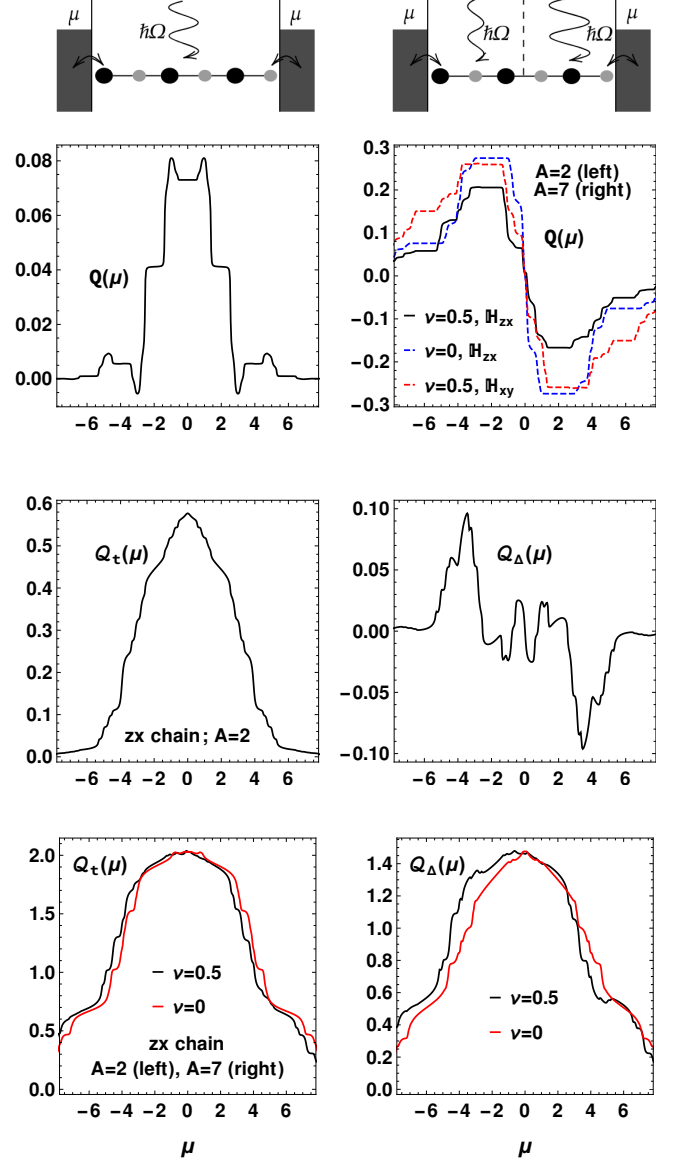 μ μ
ħΩ
μ μ
ħΩ ħΩ
0.08
0.06
0.04
0.02
0.00
Q(μ)
−6 −4 −2 0 2 4 6
0.3
0.2
0.1
0.0
−0.1
−0.2
−0.3
A=2 (left)
A=7 (right)
Q(μ)
ν=0.5, ℍzx
ν=0, ℍzx
ν=0.5, ℍxy
−6 −4 −2 0 2 4 6
0.6
0.5
0.4
0.3
0.2
0.1
0.0
Qt(μ)
zx chain; A=2
−6 −4 −2 0 2 4 6
0.10
0.05
0.00
−0.05
−0.10
QΔ(μ)
−6 −4 −2 0 2 4 6
2.0
1.5
1.0
0.5
0.0
Qt(μ)
ν=0.5
ν=0
zx chain
A=2 (left), A=7 (right)
−6 −4 −2 0 2 4 6
μ
1.4
1.2
1.0
0.8
0.6
0.4
0.2
0.0
QΔ(μ)
ν=0.5
ν=0
−6 −4 −2 0 2 4 6
μ